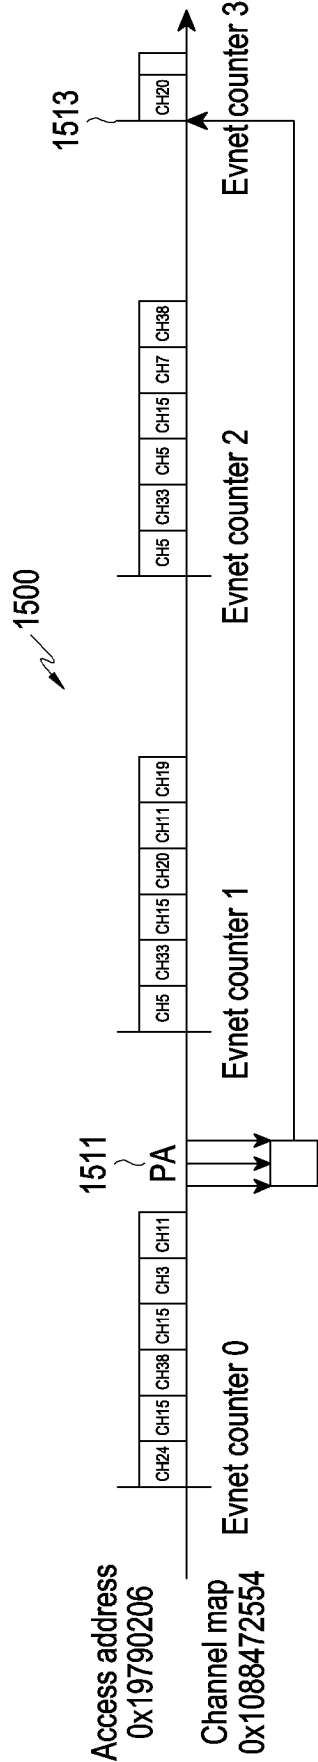 1500
1511
1513
Access address
0x19790206
PA
CH24 CH15 CH38 CH15 CH3 CH11
CH5 CH33 CH15 CH20 CH11 CH19
CH5 CH33 CH5 CH15 CH7 CH38
CH20
Channel map
0x1088472554
Evnet counter 0
Evnet counter 1
Evnet counter 2
Evnet counter 3